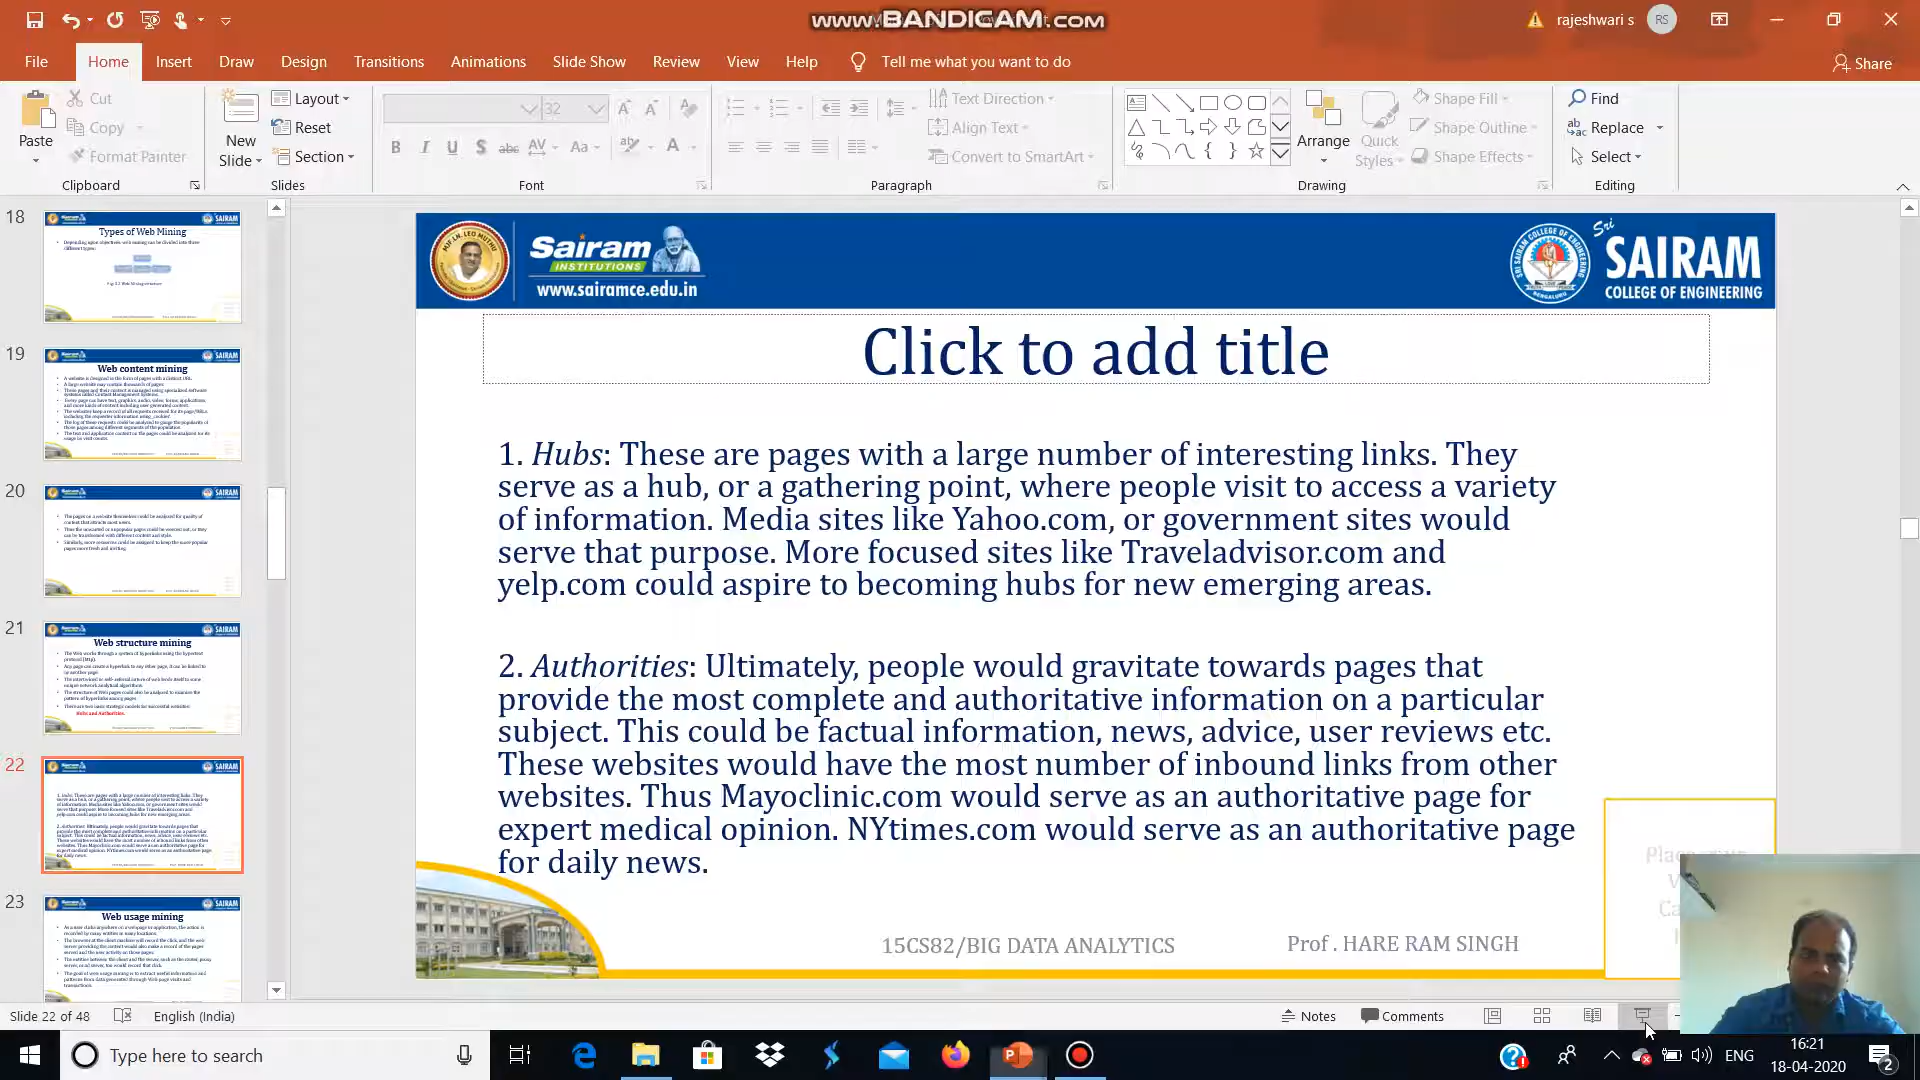 www.BANDICAM.com
rajeshwari s
RS
File Home Insert Draw Design Transitions Animations Slide Show Review View Help Tell me what you want to do
Share
Paste
Cut
Copy
Format Painter
Clipboard
New Slide
Layout
Reset
Section
Slides
32
Font
Text Direction
Align Text
Convert to SmartArt
Paragraph
Arrange
Quick Styles
Shape Fill
Shape Outline
Shape Effects
Drawing
Find
Replace
Select
Editing
18
Types of Web Mining
19
Web content mining
20
21
Web structure mining
Hubs and Authorities
22
23
Web usage mining
Sairam
INSTITUTIONS
www.sairamce.edu.in
Sri
SAIRAM
COLLEGE OF ENGINEERING
Click to add title
1. Hubs: These are pages with a large number of interesting links. They
serve as a hub, or a gathering point, where people visit to access a variety
of information. Media sites like Yahoo.com, or government sites would
serve that purpose. More focused sites like Traveladvisor.com and
yelp.com could aspire to becoming hubs for new emerging areas.
2. Authorities: Ultimately, people would gravitate towards pages that
provide the most complete and authoritative information on a particular
subject. This could be factual information, news, advice, user reviews etc.
These websites would have the most number of inbound links from other
websites. Thus Mayoclinic.com would serve as an authoritative page for
expert medical opinion. NYtimes.com would serve as an authoritative page
for daily news.
15CS82/BIG DATA ANALYTICS
Prof . HARE RAM SINGH
Slide 22 of 48
English (India)
Notes
Comments
Type here to search
ENG
16:21
18-04-2020
2